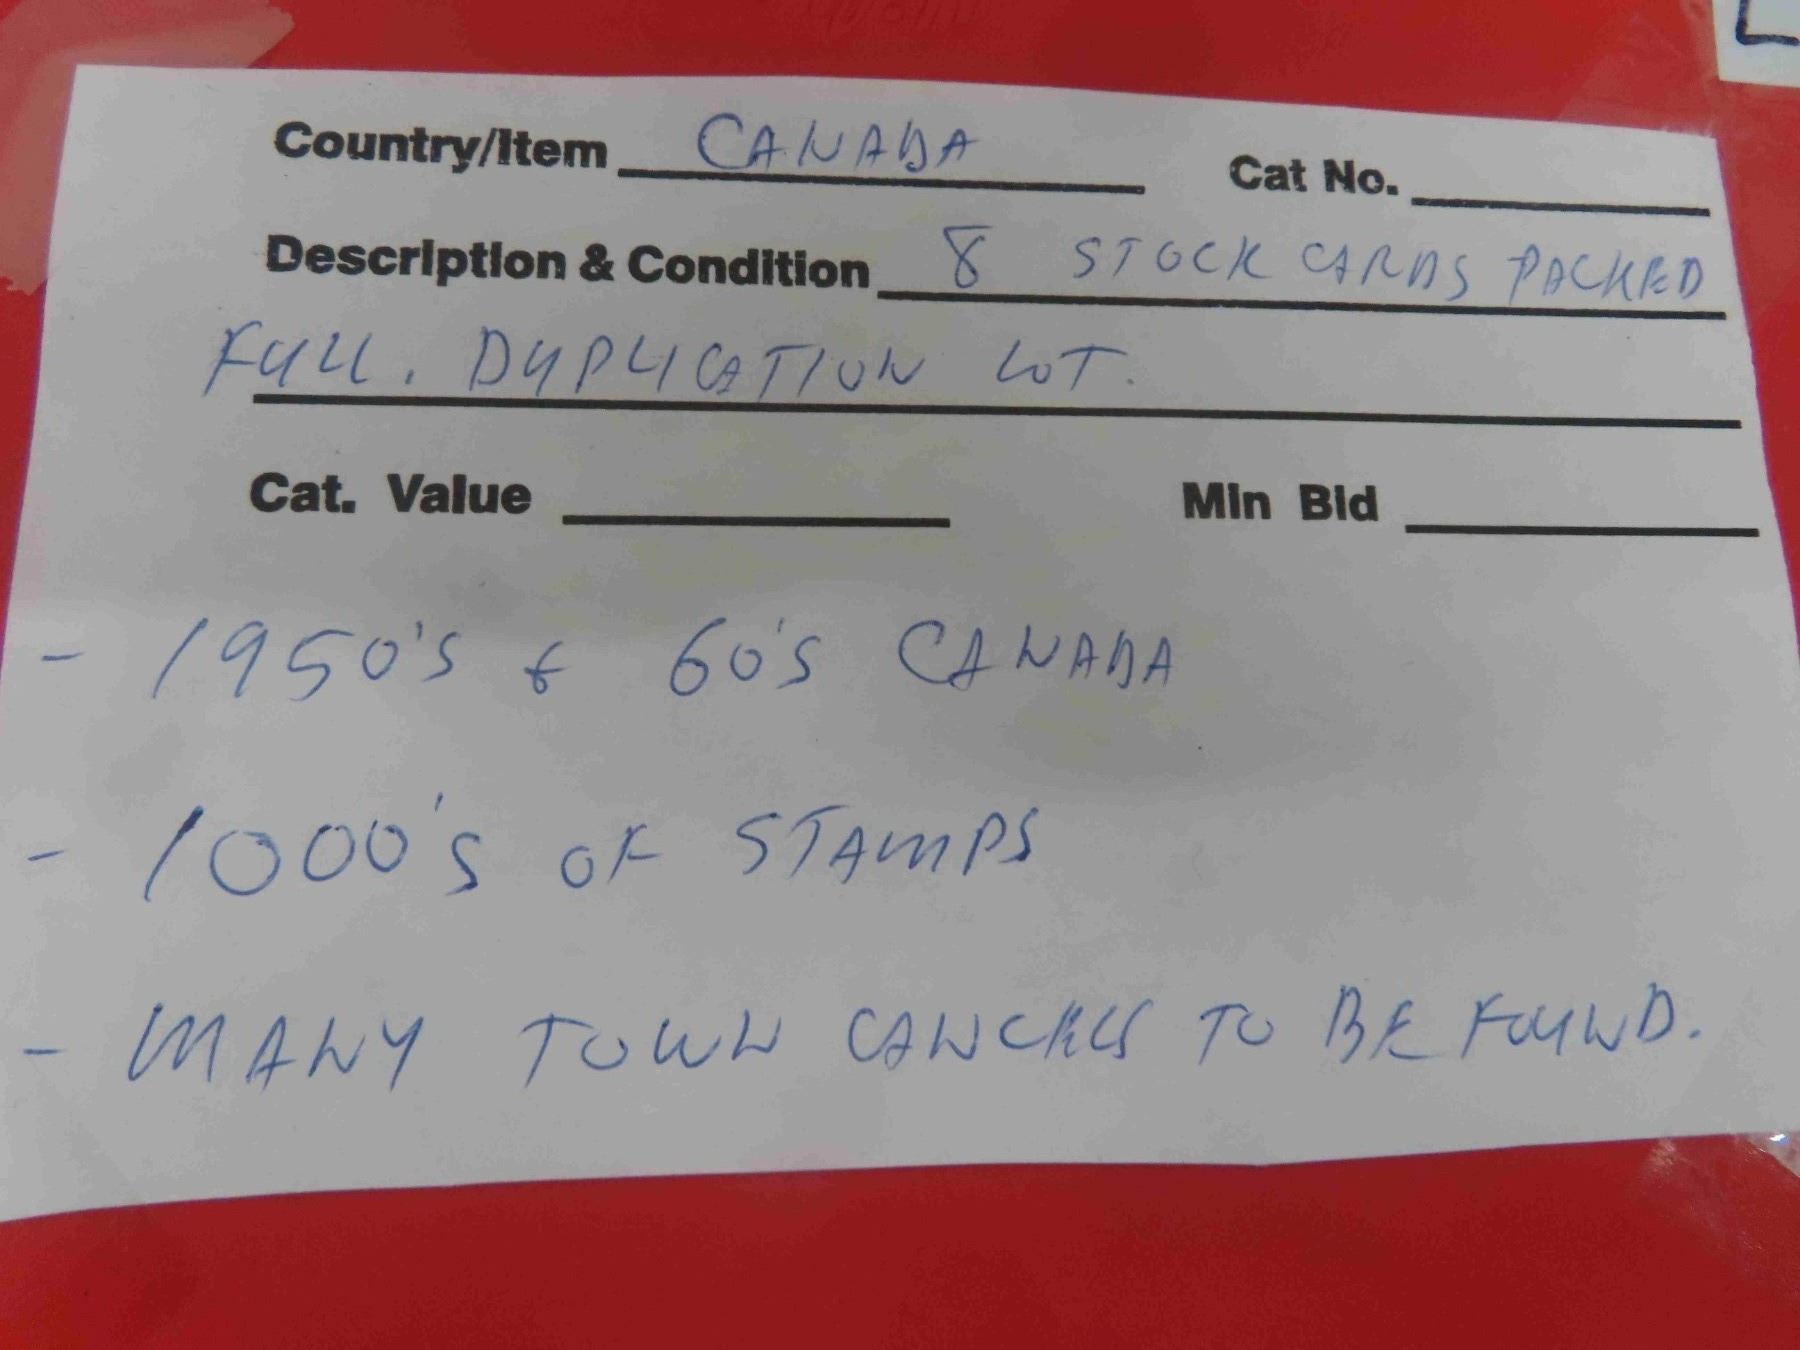 Country/Item CANADA Cat No.
Description & Condition 8 STOCK CARDS PACKED
FULL. DUPLICATION LOT.
Cat. Value Min Bid
- 1950's & 60's CANADA
- 1000's OF STAMPS
- MANY TOWN CANCELS TO BE FOUND.